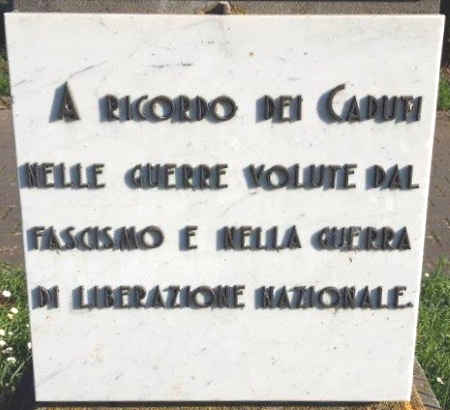 A RICORDO DEI CADUTI
NELLE GUERRE VOLUTE DAL
FASCISMO E NELLA GUERRA
DI LIBERAZIONE NAZIONALE.